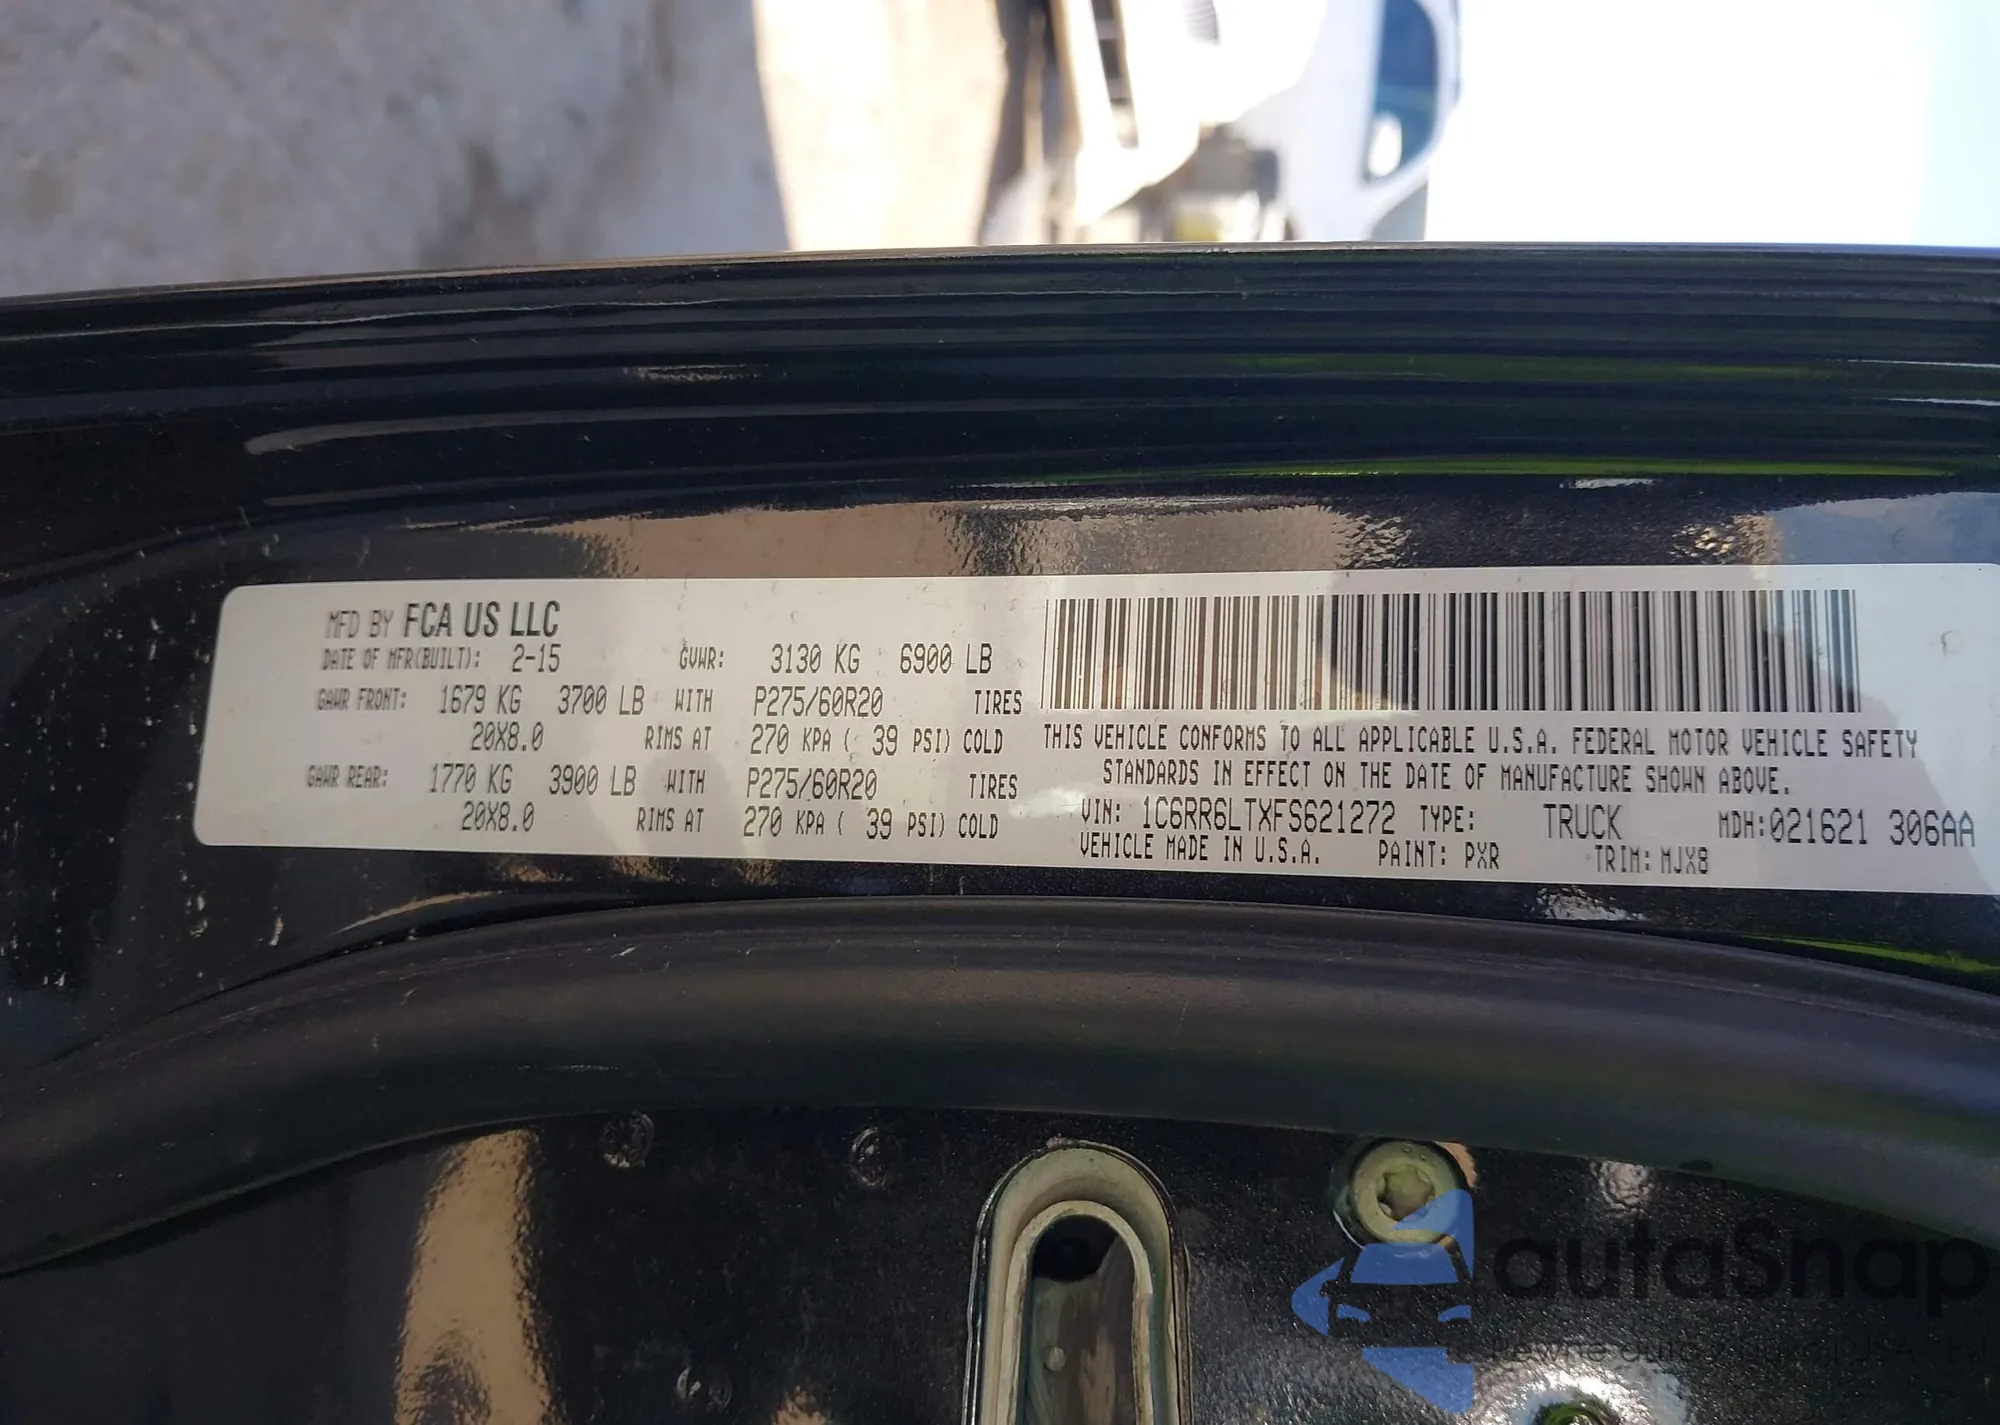 MFD BY FCA US LLC
DATE OF MFR(BUILT): 2-15 GVWR: 3130 KG 6900 LB
GAWR FRONT: 1679 KG 3700 LB WITH P275/60R20 TIRES
20X8.0 RIMS AT 270 KPA ( 39 PSI) COLD
GAWR REAR: 1770 KG 3900 LB WITH P275/60R20 TIRES
20X8.0 RIMS AT 270 KPA ( 39 PSI) COLD
THIS VEHICLE CONFORMS TO ALL APPLICABLE U.S.A. FEDERAL MOTOR VEHICLE SAFETY
STANDARDS IN EFFECT ON THE DATE OF MANUFACTURE SHOWN ABOVE.
VIN: 1C6RR6LTXFS621272 TYPE: TRUCK MDH:021621 306AA
VEHICLE MADE IN U.S.A. PAINT: PXR TRIM: MJX8
autaSnap